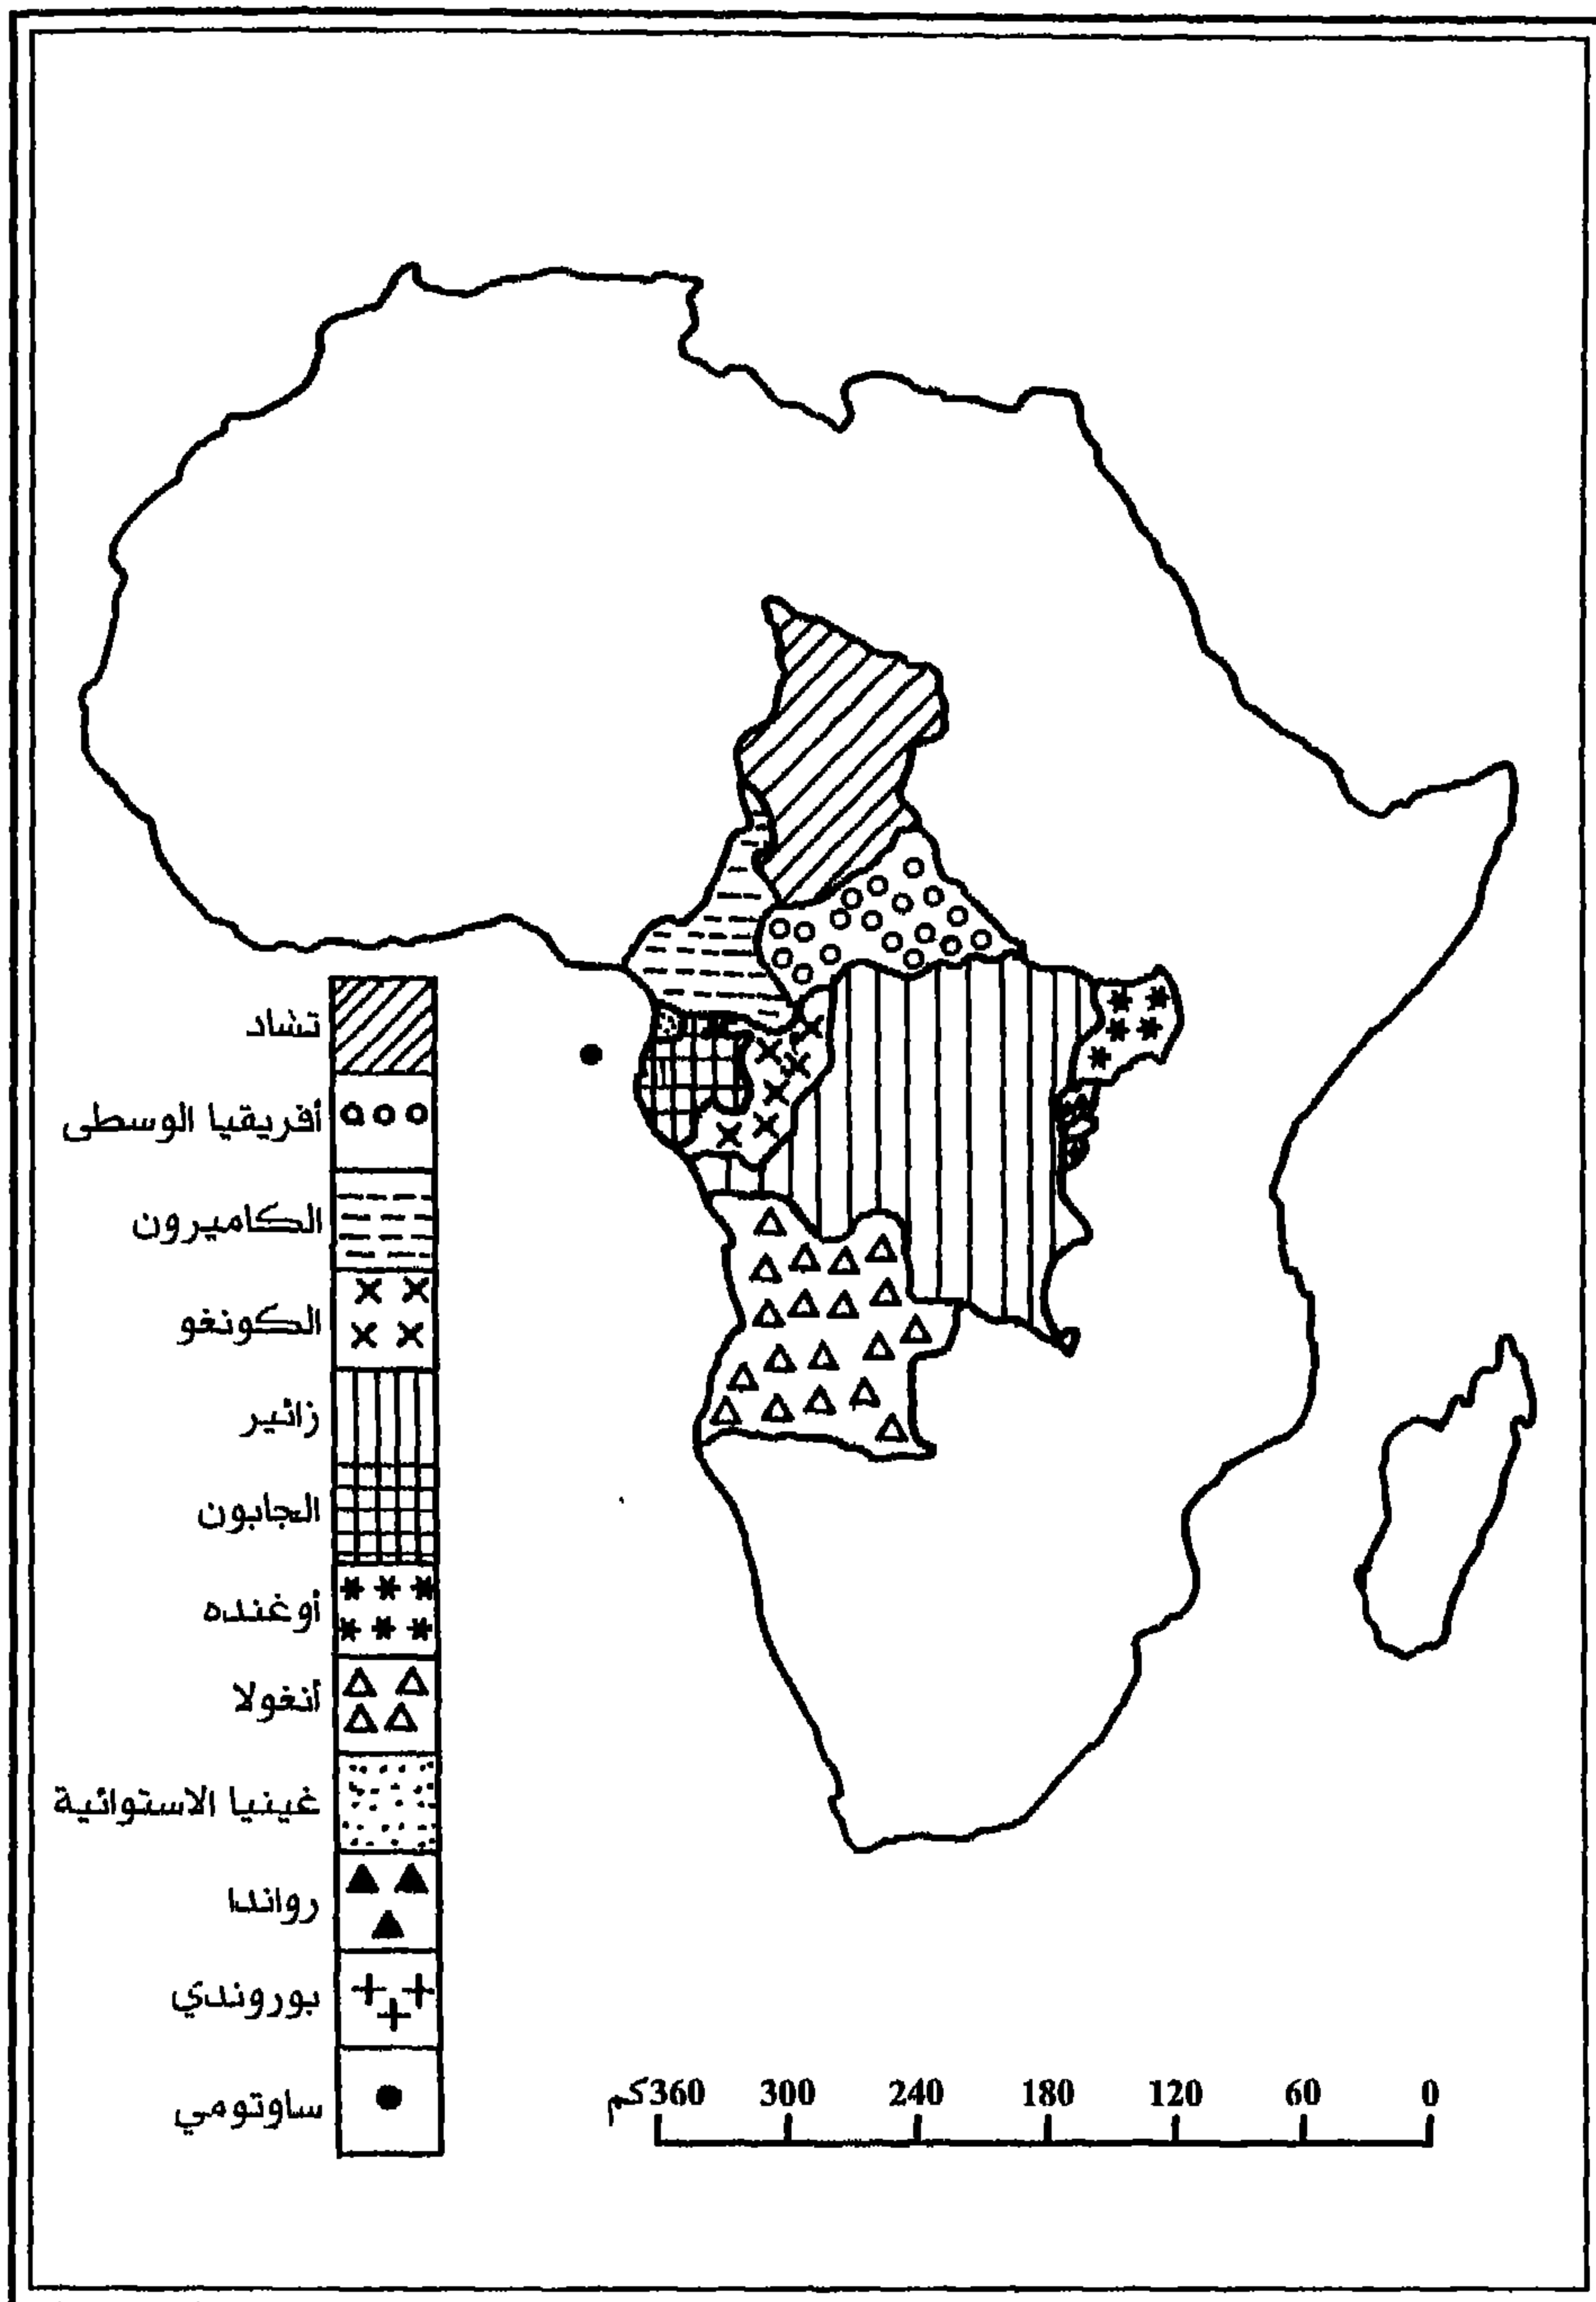 تشاد
أفريقيا الوسطى
الكاميرون
الكونغو
زائير
الجابون
أوغنده
أنغولا
غينيا الاستوائية
رواندا
بوروندي
ساوتومي
0 60 120 180 240 300 360كم